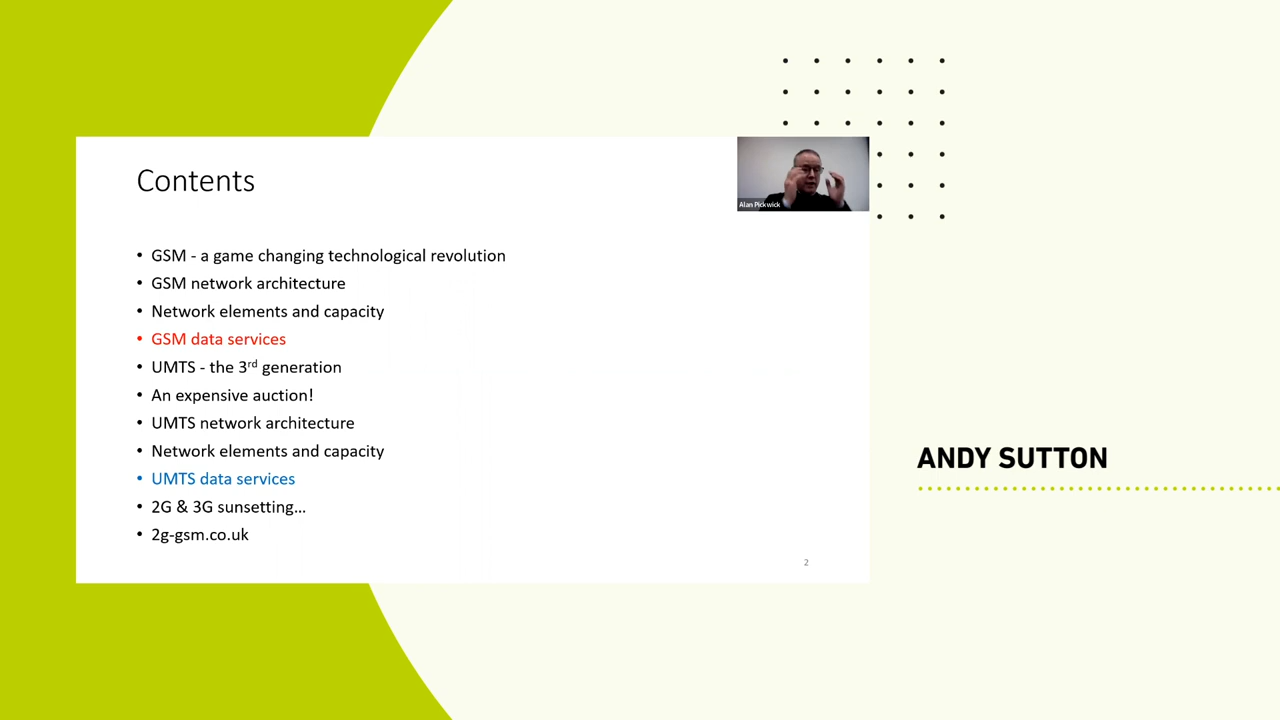 Contents
Alan Pickwick
• GSM - a game changing technological revolution
• GSM network architecture
• Network elements and capacity
• GSM data services
• UMTS - the 3rd generation
• An expensive auction!
• UMTS network architecture
• Network elements and capacity
• UMTS data services
• 2G & 3G sunsetting...
• 2g-gsm.co.uk
2
ANDY SUTTON